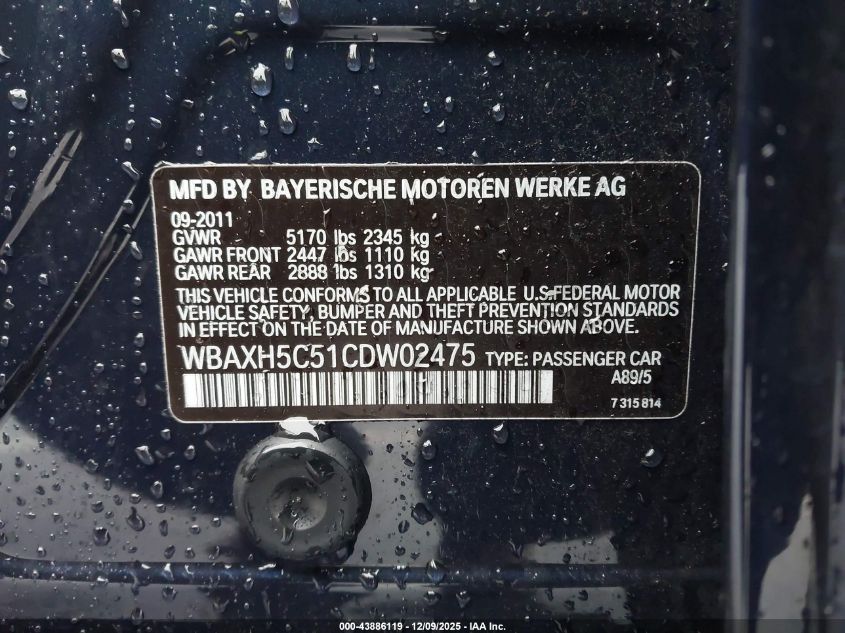 MFD BY BAYERISCHE MOTOREN WERKE AG
09-2011
GVWR 5170 lbs 2345 kg
GAWR FRONT 2447 lbs 1110 kg
GAWR REAR 2888 lbs 1310 kg
THIS VEHICLE CONFORMS TO ALL APPLICABLE U.S.FEDERAL MOTOR
VEHICLE SAFETY, BUMPER AND THEFT PREVENTION STANDARDS
IN EFFECT ON THE DATE OF MANUFACTURE SHOWN ABOVE.
WBAXH5C51CDW02475 TYPE: PASSENGER CAR
A89/5
7 315 814
000-43886119 - 12/09/2025 - IAA Inc.